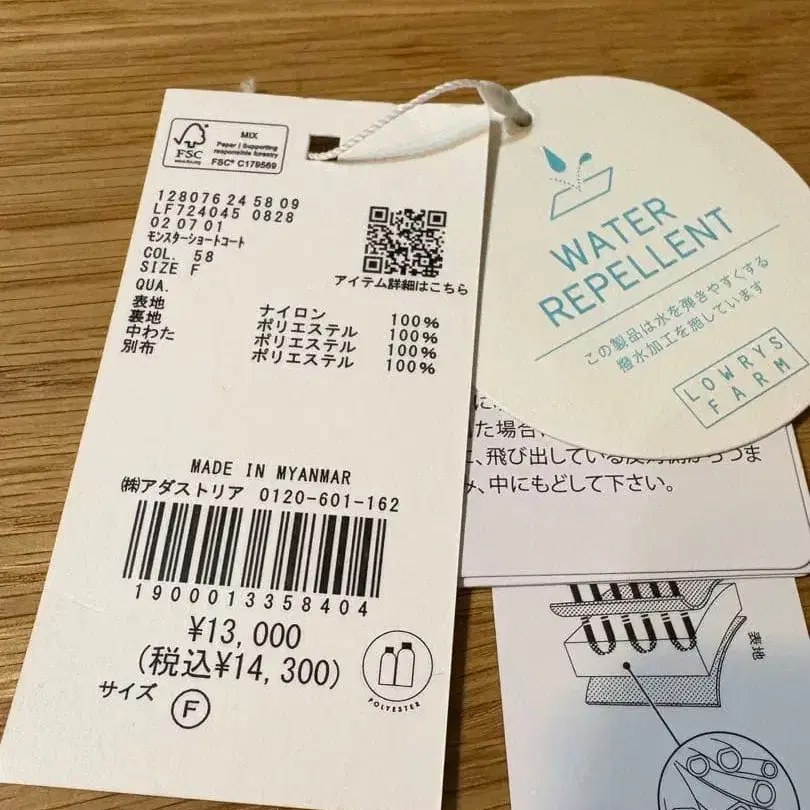 FSC
MIX
Paper | Supporting
responsible forestry
FSC® C179569
128076 24 58 09
LF724045 0828
02 07 01
モンスターショートコート
COL. 58
SIZE F
QUA.
表地 ナイロン 100%
裏地 ポリエステル 100%
中わた ポリエステル 100%
別布 ポリエステル 100%
アイテム詳細はこちら
MADE IN MYANMAR
㈱アダストリア 0120-601-162
1900013358404
¥13,000
(税込¥14,300)
サイズ F
POLYESTER
WATER
REPELLENT
この製品は水を弾きやすくする
撥水加工を施しています
LOWRYS
FARM
た場合、
、飛び出している
み、中にもどして下さい。
表地